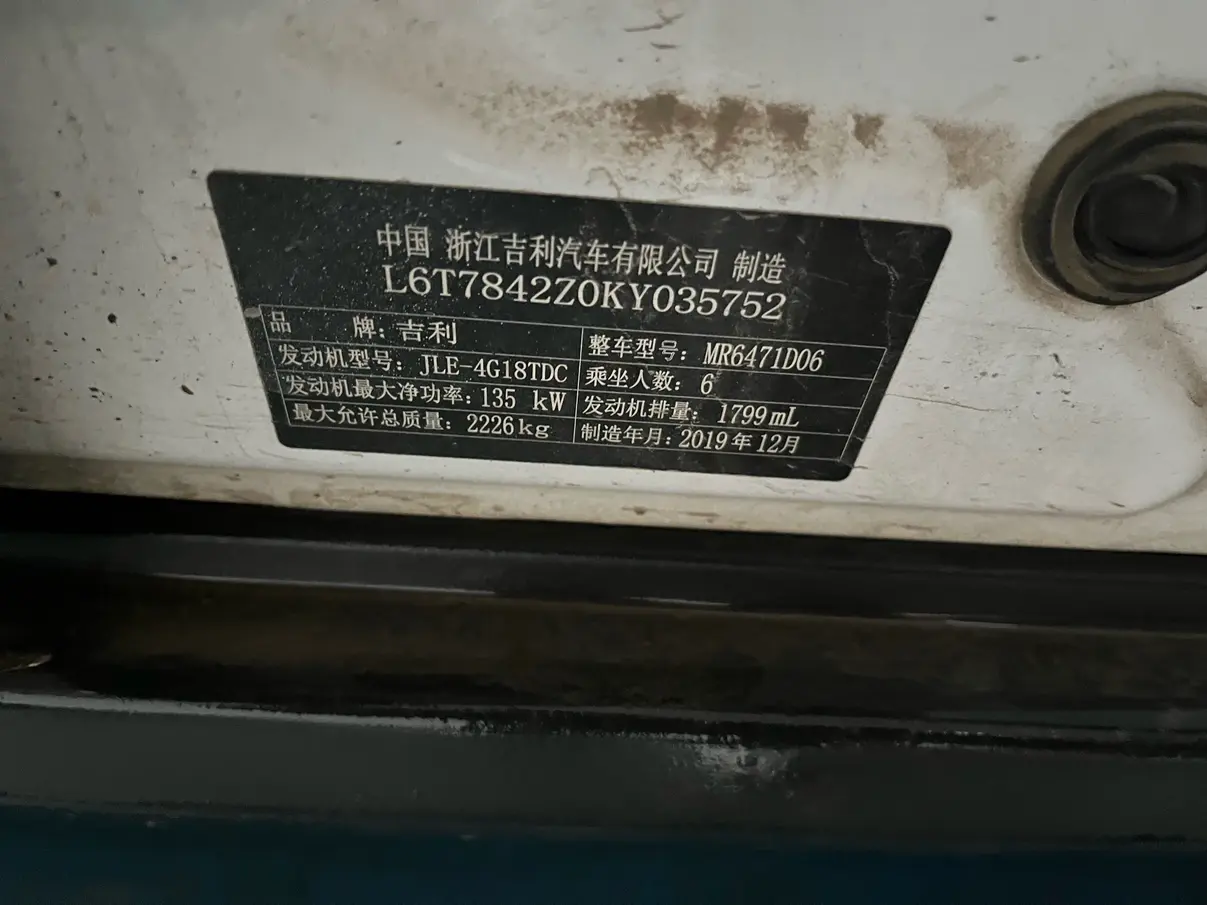 中国 浙江吉利汽车有限公司 制造
L6T7842Z0KY035752
品 牌: 吉利
整车型号: MR6471D06
发动机型号: JLE-4G18TDC
乘坐人数: 6
发动机最大净功率: 135 kW
发动机排量: 1799mL
最大允许总质量: 2226kg
制造年月: 2019年12月